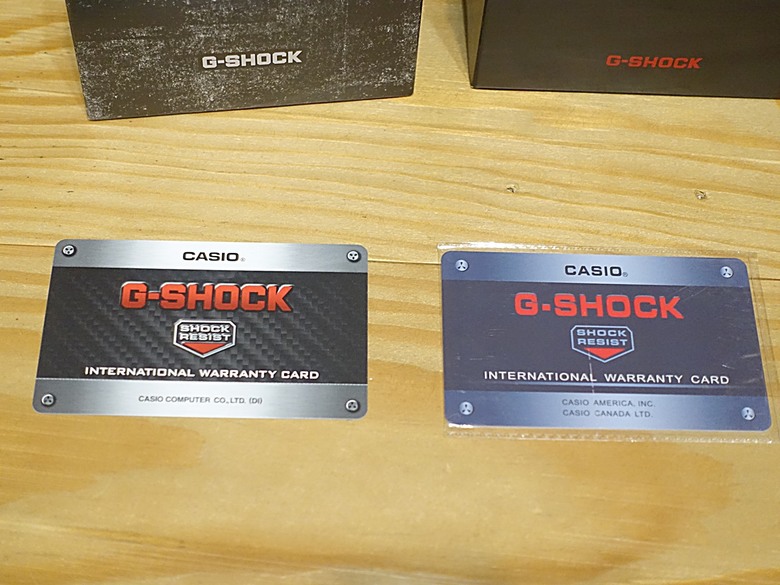 G-SHOCK
G-SHOCK
CASIO®
G-SHOCK
SHOCK
RESIST
INTERNATIONAL WARRANTY CARD
CASIO COMPUTER CO., LTD. (DI)
CASIO®
G-SHOCK
SHOCK
RESIST
INTERNATIONAL WARRANTY CARD
CASIO AMERICA, INC.
CASIO CANADA LTD.